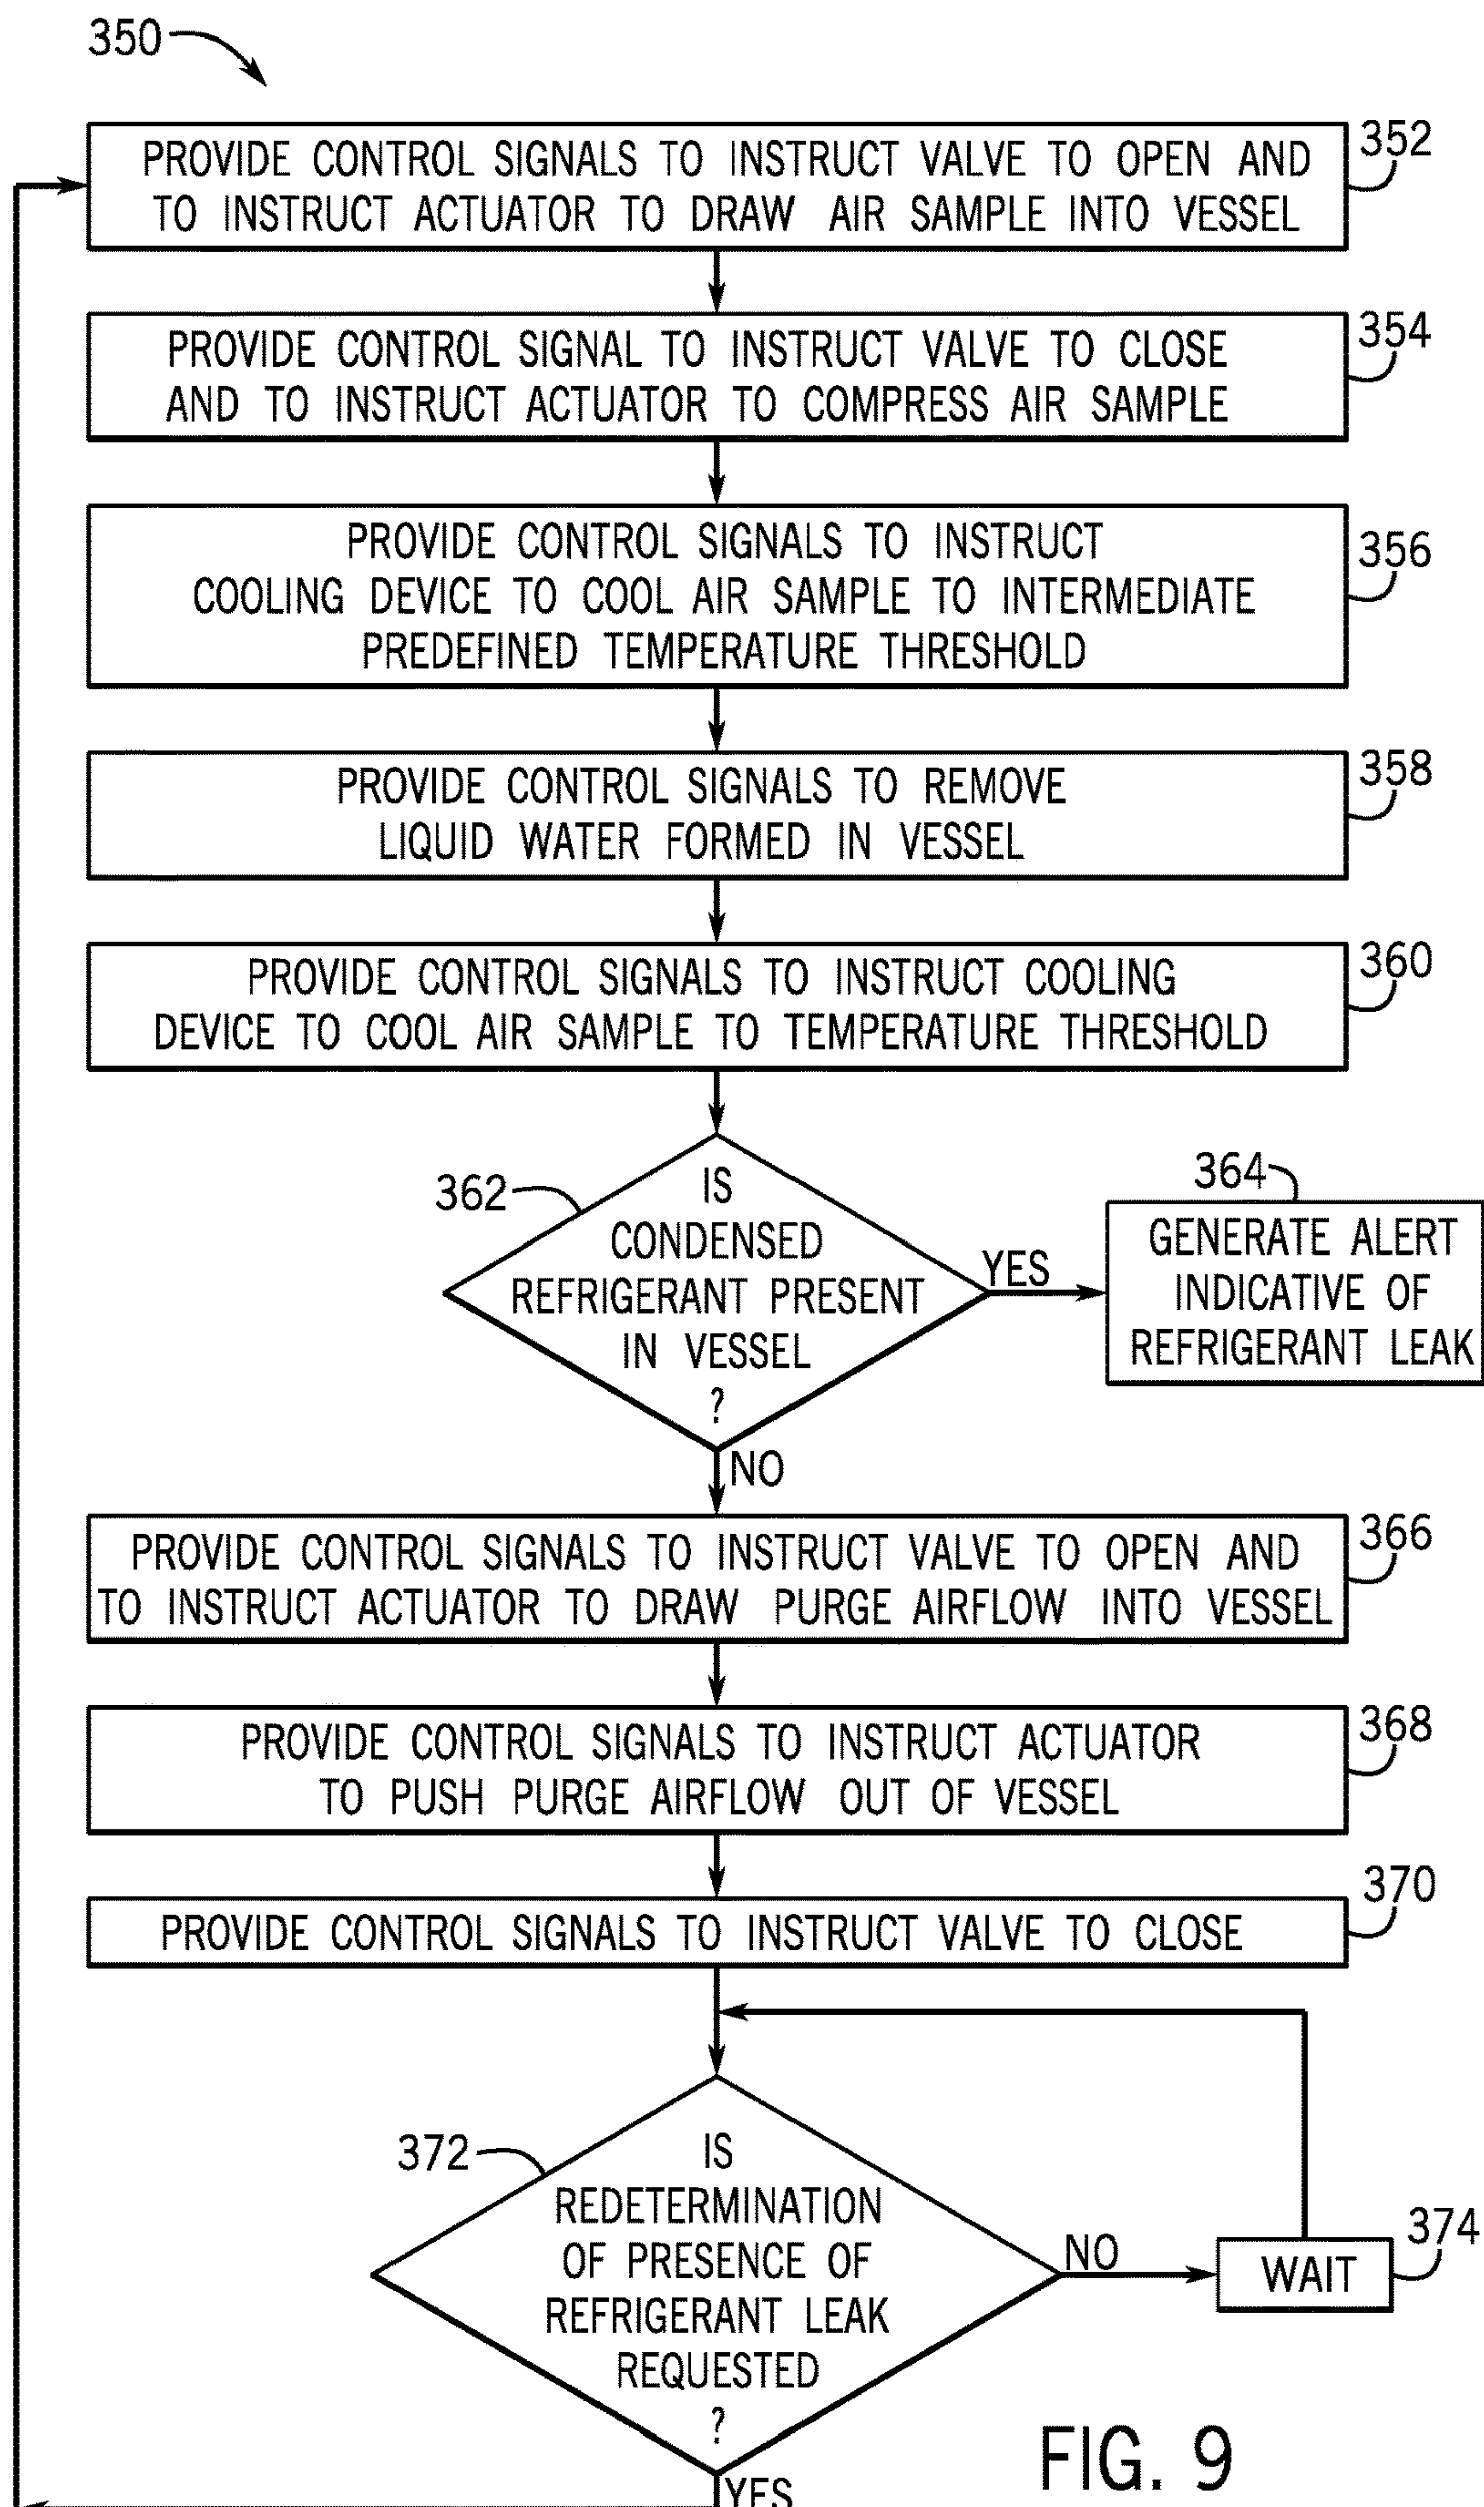 350
PROVIDE CONTROL SIGNALS TO INSTRUCT VALVE TO OPEN AND
TO INSTRUCT ACTUATOR TO DRAW AIR SAMPLE INTO VESSEL
352
PROVIDE CONTROL SIGNAL TO INSTRUCT VALVE TO CLOSE
AND TO INSTRUCT ACTUATOR TO COMPRESS AIR SAMPLE
354
PROVIDE CONTROL SIGNALS TO INSTRUCT
COOLING DEVICE TO COOL AIR SAMPLE TO INTERMEDIATE
PREDEFINED TEMPERATURE THRESHOLD
356
PROVIDE CONTROL SIGNALS TO REMOVE
LIQUID WATER FORMED IN VESSEL
358
PROVIDE CONTROL SIGNALS TO INSTRUCT COOLING
DEVICE TO COOL AIR SAMPLE TO TEMPERATURE THRESHOLD
360
362
IS
CONDENSED
REFRIGERANT PRESENT
IN VESSEL
?
YES
364
GENERATE ALERT
INDICATIVE OF
REFRIGERANT LEAK
NO
PROVIDE CONTROL SIGNALS TO INSTRUCT VALVE TO OPEN AND
TO INSTRUCT ACTUATOR TO DRAW PURGE AIRFLOW INTO VESSEL
366
PROVIDE CONTROL SIGNALS TO INSTRUCT ACTUATOR
TO PUSH PURGE AIRFLOW OUT OF VESSEL
368
PROVIDE CONTROL SIGNALS TO INSTRUCT VALVE TO CLOSE
370
372
IS
REDETERMINATION
OF PRESENCE OF
REFRIGERANT LEAK
REQUESTED
?
NO
WAIT
374
YES
FIG. 9